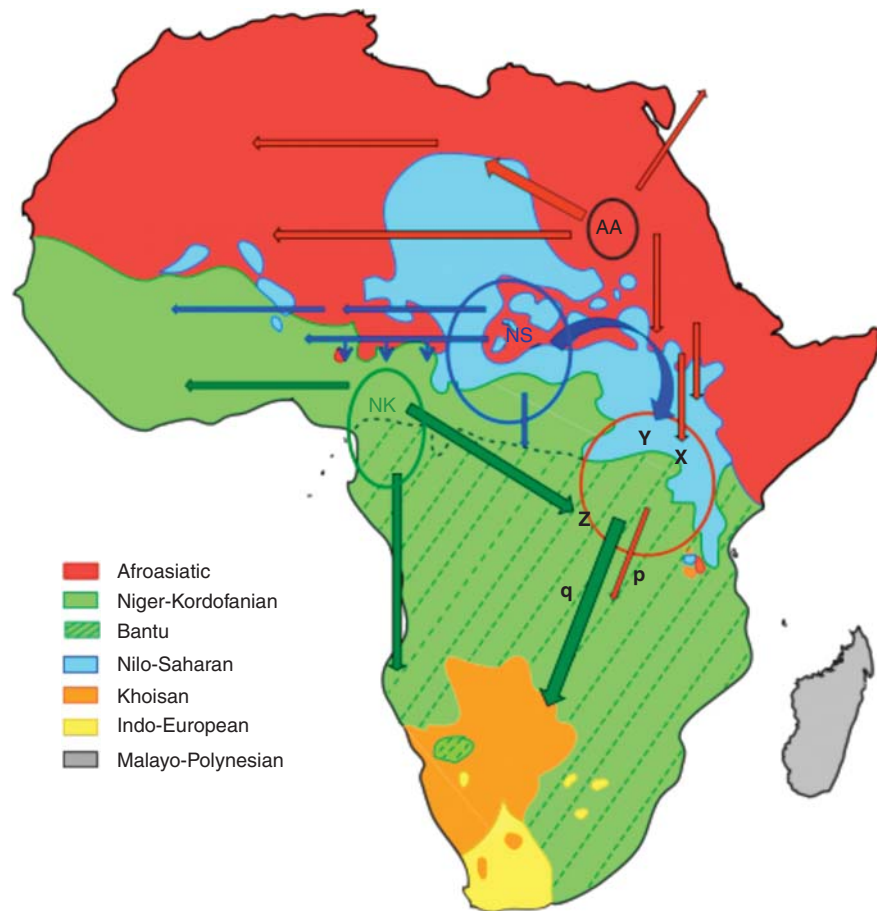 AA
NS
NK
Y
X
Z
p
q
Afroasiatic
Niger-Kordofanian
Bantu
Nilo-Saharan
Khoisan
Indo-European
Malayo-Polynesian